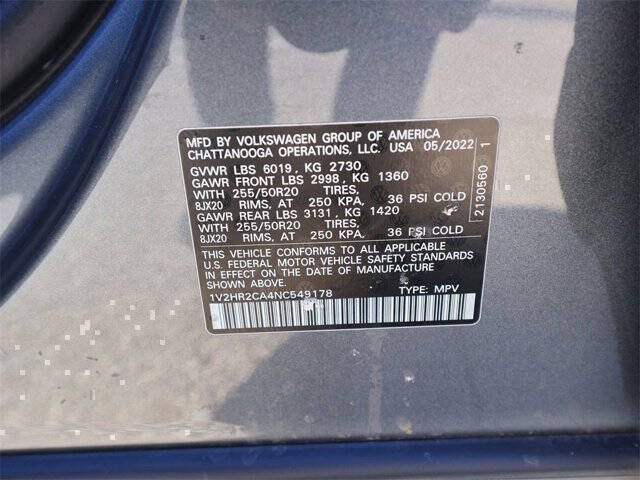 MFD BY VOLKSWAGEN GROUP OF AMERICA
CHATTANOOGA OPERATIONS, LLC. USA 05/2022
GVWR LBS 6019, KG 2730
GAWR FRONT LBS 2998, KG 1360
WITH 255/50R20 TIRES,
8JX20 RIMS, AT 250 KPA, 36 PSI COLD
GAWR REAR LBS 3131, KG 1420
WITH 255/50R20 TIRES,
8JX20 RIMS, AT 250 KPA, 36 PSI COLD
THIS VEHICLE CONFORMS TO ALL APPLICABLE
U.S. FEDERAL MOTOR VEHICLE SAFETY STANDARDS
IN EFFECT ON THE DATE OF MANUFACTURE
SHOWN ABOVE
1V2HR2CA4NC549178 TYPE: MPV
2130560 1